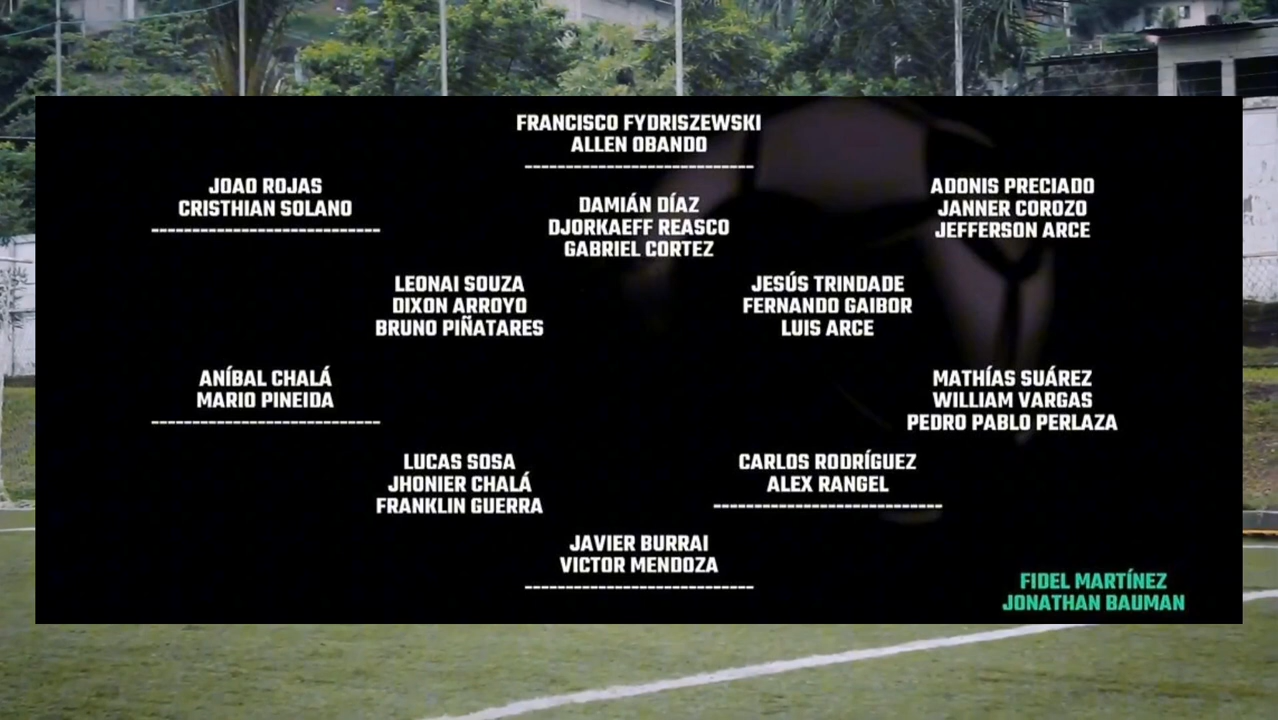 FRANCISCO FYDRISZEWSKI
ALLEN OBANDO
---------------------------
JOAO ROJAS
CRISTHIAN SOLANO
---------------------------
DAMIÁN DÍAZ
DJORKAEFF REASCO
GABRIEL CORTEZ
ADONIS PRECIADO
JANNER COROZO
JEFFERSON ARCE
LEONAI SOUZA
DIXON ARROYO
BRUNO PIÑATARES
JESÚS TRINDADE
FERNANDO GAIBOR
LUIS ARCE
ANÍBAL CHALÁ
MARIO PINEIDA
---------------------------
MATHÍAS SUÁREZ
WILLIAM VARGAS
PEDRO PABLO PERLAZA
LUCAS SOSA
JHONIER CHALÁ
FRANKLIN GUERRA
CARLOS RODRÍGUEZ
ALEX RANGEL
---------------------------
JAVIER BURRAI
VICTOR MENDOZA
---------------------------
FIDEL MARTÍNEZ
JONATHAN BAUMAN